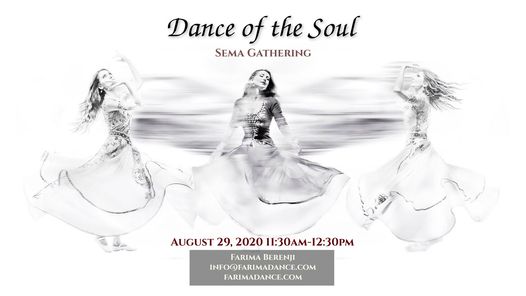 Dance of the Soul
Sema Gathering
August 29, 2020 11:30am-12:30pm
Farima Berenji
info@farimadance.com
farimadance.com